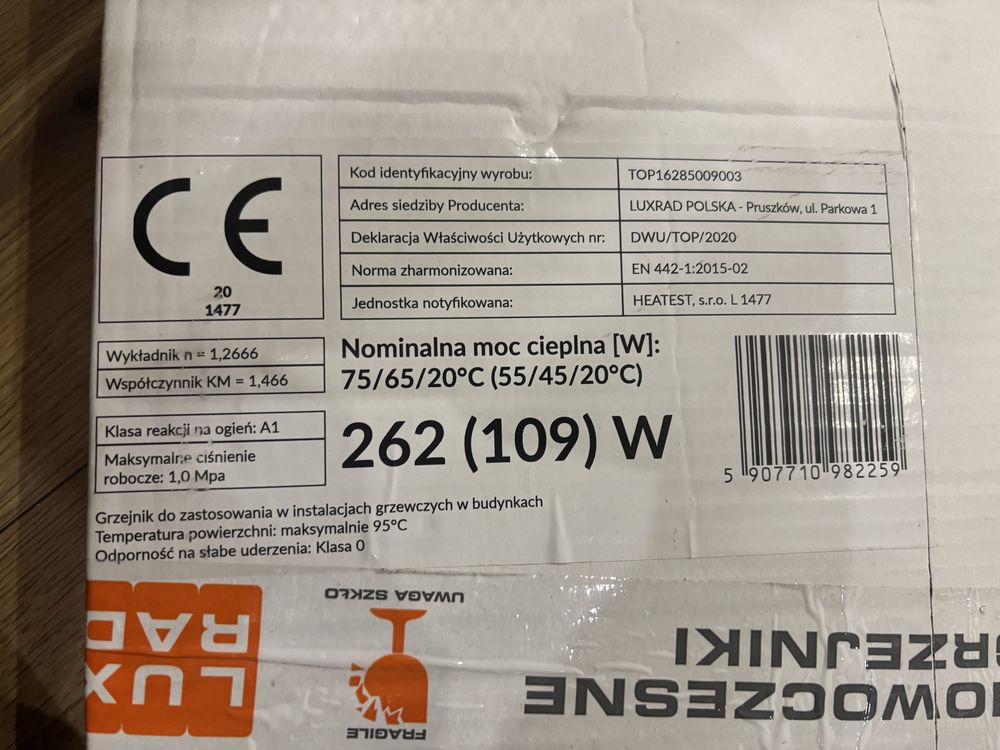 CE
20
1477
Kod identyfikacyjny wyrobu: TOP16285009003
Adres siedziby Producenta: LUXRAD POLSKA - Pruszków, ul. Parkowa 1
Deklaracja Właściwości Użytkowych nr: DWU/TOP/2020
Norma zharmonizowana: EN 442-1:2015-02
Jednostka notyfikowana: HEATEST, s.r.o. L 1477
Wykładnik n = 1,2666
Współczynnik KM = 1,466
Klasa reakcji na ogień: A1
Maksymalne ciśnienie
robocze: 1,0 Mpa
Nominalna moc cieplna [W]:
75/65/20°C (55/45/20°C)
262 (109) W
5 907710 982259
Grzejnik do zastosowania w instalacjach grzewczych w budynkach
Temperatura powierzchni: maksymalnie 95°C
Odporność na słabe uderzenia: Klasa 0
LUX
RAD
FRAGILE
UWAGA SZKŁO
OWOCZESNE
GRZEJNIKI